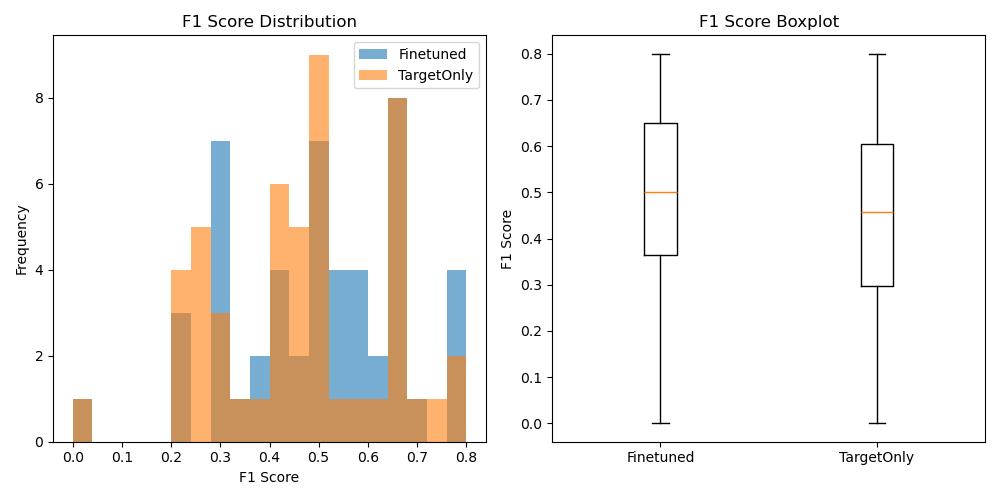 F1 Score Distribution
Finetuned
TargetOnly
8
6
4
2
0
Frequency
0.0 0.1 0.2 0.3 0.4 0.5 0.6 0.7 0.8
F1 Score
F1 Score Boxplot
0.8
0.7
0.6
0.5
0.4
0.3
0.2
0.1
0.0
F1 Score
Finetuned TargetOnly